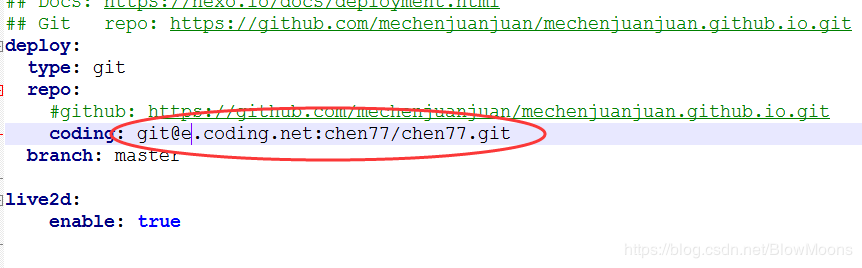 ## Docs: https://hexo.io/docs/deployment.html
## Git   repo: https://github.com/mechenjuanjuan/mechenjuanjuan.github.io.git
deploy:
  type: git
  repo:
    #github: https://github.com/mechenjuanjuan/mechenjuanjuan.github.io.git
    coding: git@e.coding.net:chen77/chen77.git
  branch: master
live2d:
    enable: true
https://blog.csdn.net/BlowMoons